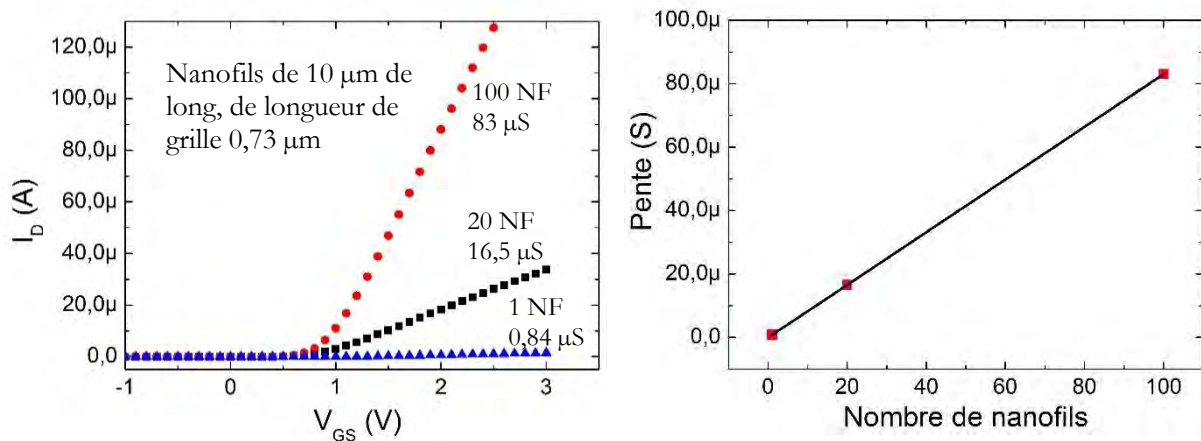 120,0µ
100,0µ
80,0µ
60,0µ
40,0µ
20,0µ
0,0
I_D (A)
Nanofils de 10 µm de
long, de longueur de
grille 0,73 µm
100 NF
83 µS
20 NF
16,5 µS
1 NF
0,84 µS
-1 0 1 2 3
V_GS (V)
100,0µ
80,0µ
60,0µ
40,0µ
20,0µ
0,0
Pente (S)
0 20 40 60 80 100
Nombre de nanofils